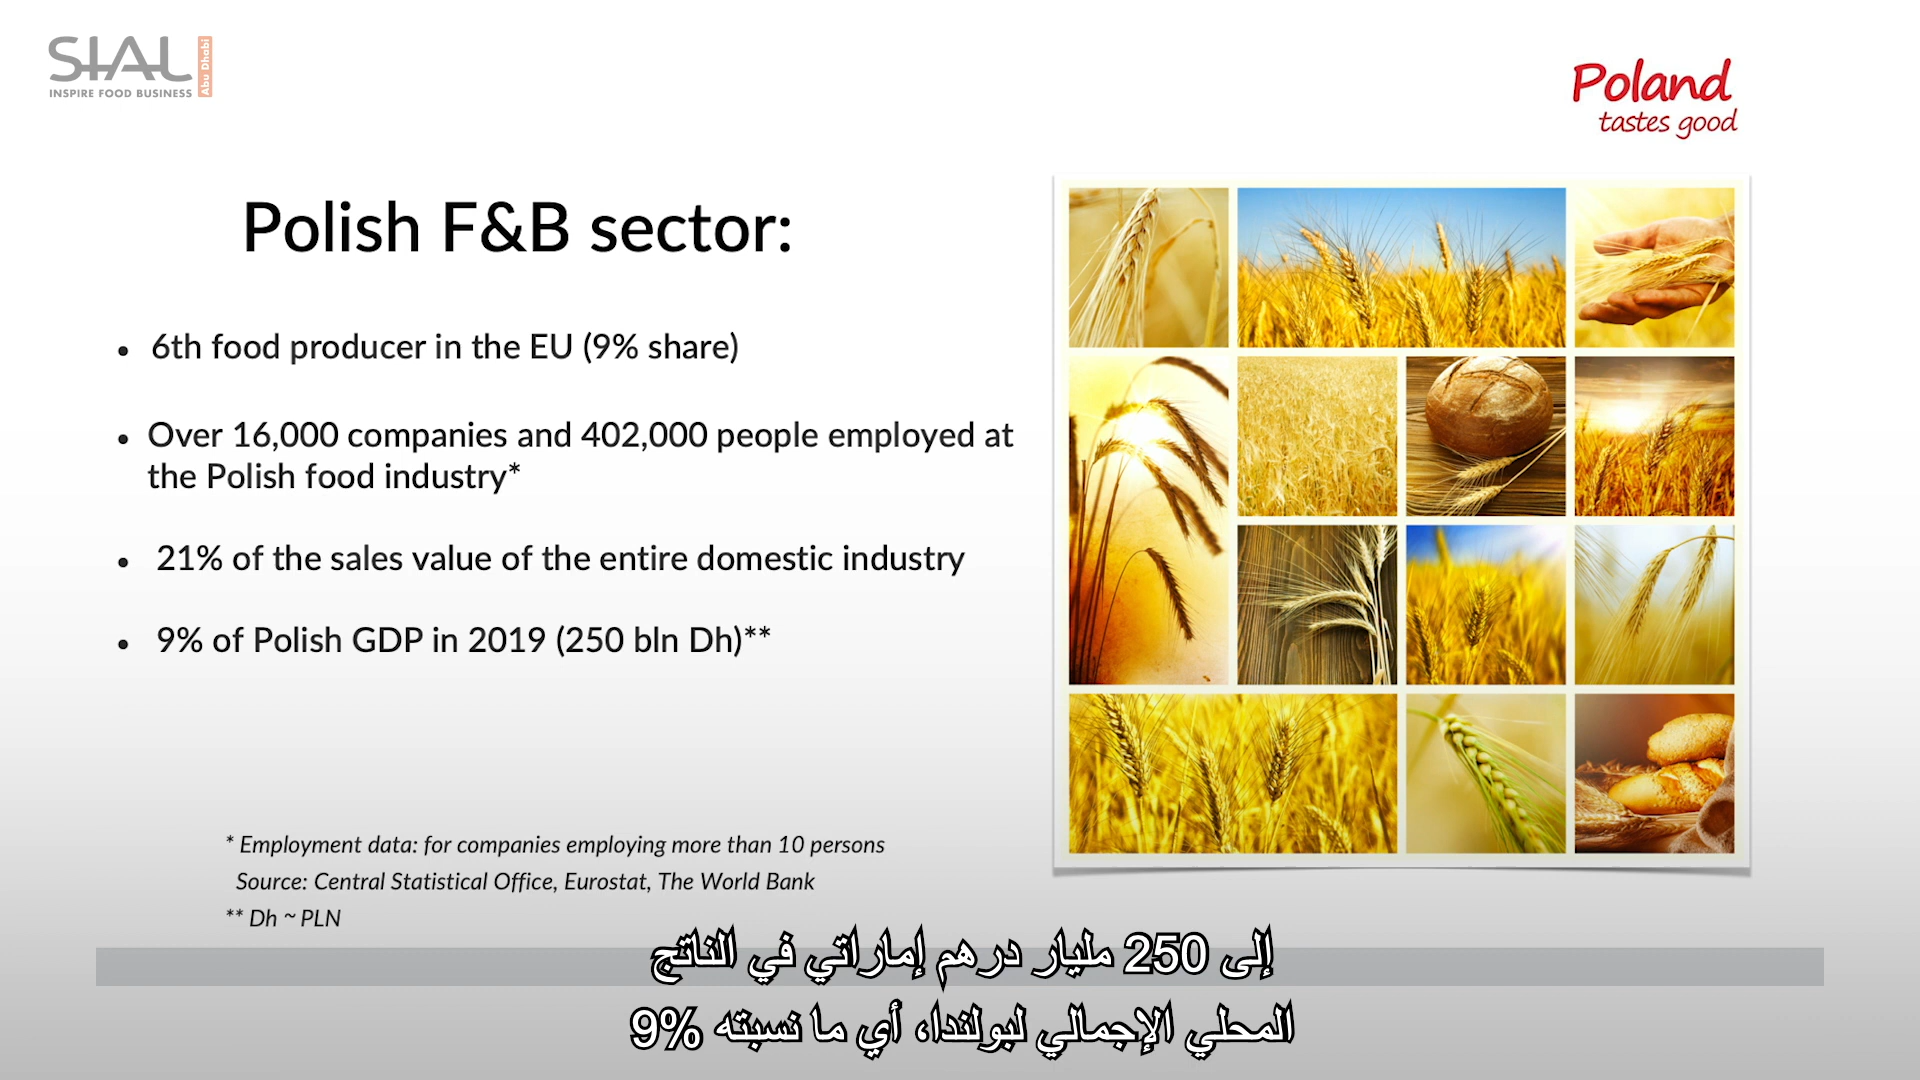 SIAL
Abu Dhabi
INSPIRE FOOD BUSINESS
Poland
tastes good
Polish F&B sector:
• 6th food producer in the EU (9% share)
• Over 16,000 companies and 402,000 people employed at
the Polish food industry*
• 21% of the sales value of the entire domestic industry
• 9% of Polish GDP in 2019 (250 bln Dh)**
* Employment data: for companies employing more than 10 persons
Source: Central Statistical Office, Eurostat, The World Bank
** Dh ~ PLN
إلى 250 مليار درهم إماراتي في الناتج
المحلي الإجمالي لبولندا، أي ما نسبته 9%